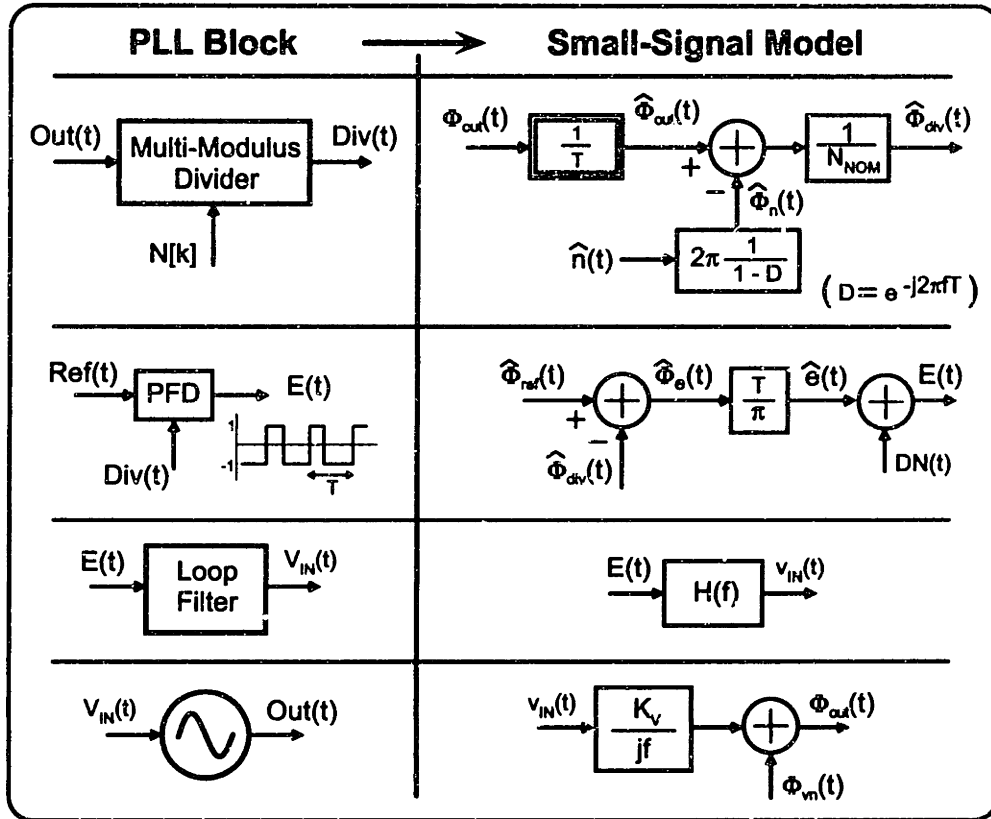 PLL Block
Small-Signal Model
Out(t)
Multi-Modulus
Divider
Div(t)
N[k]
Φout(t)
1
T
Φ̂out(t)
+
-
1
NNOM
Φ̂div(t)
Φ̂n(t)
n̂(t)
2π 1
1 - D
(D = e -j2πfT)
Ref(t)
PFD
E(t)
Div(t)
1
-1
T
Φ̂ref(t)
+
-
Φ̂e(t)
T
π
ê(t)
E(t)
Φ̂div(t)
DN(t)
E(t)
Loop
Filter
VIN(t)
E(t)
H(f)
vIN(t)
VIN(t)
Out(t)
vIN(t)
KV
jf
Φout(t)
Φvn(t)